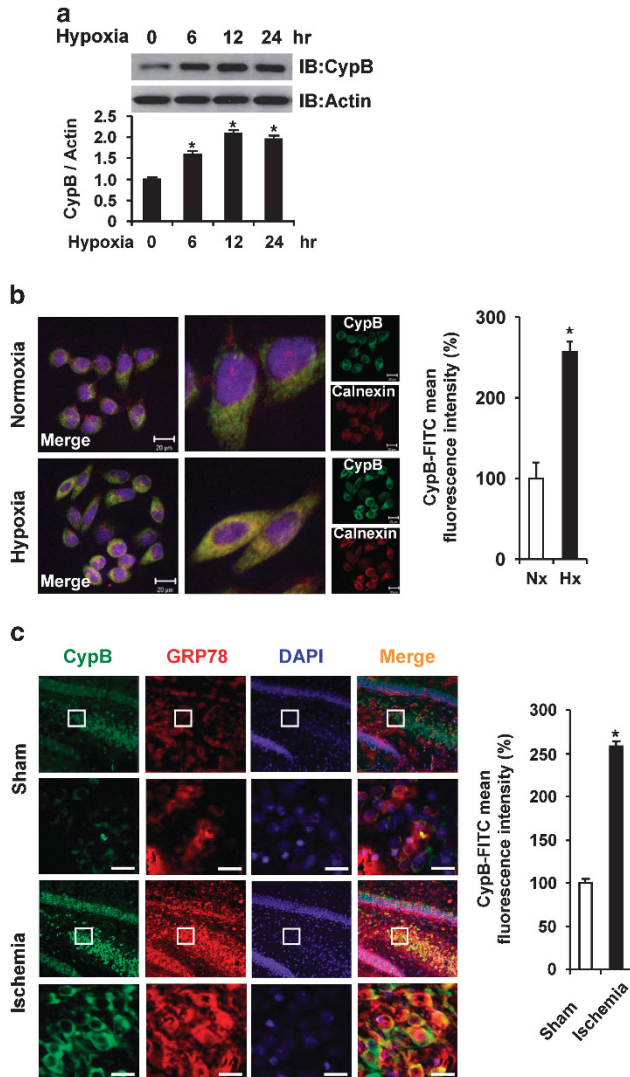 a
Hypoxia 0 6 12 24 hr
IB:CypB
IB:Actin
CypB / Actin
2.5
2.0
1.5
1.0
0.5
0
* * *
0 6 12 24 hr
Hypoxia
b
Normoxia
Merge
20 µm
CypB
Calnexin
Hypoxia
Merge
20 µm
CypB
Calnexin
CypB-FITC mean
fluorescence intensity (%)
300
200
100
0
*
Nx Hx
c
CypB GRP78 DAPI Merge
Sham
Ischemia
CypB-FITC mean
fluorescence intensity (%)
300
250
200
150
100
50
0
*
Sham
Ischemia